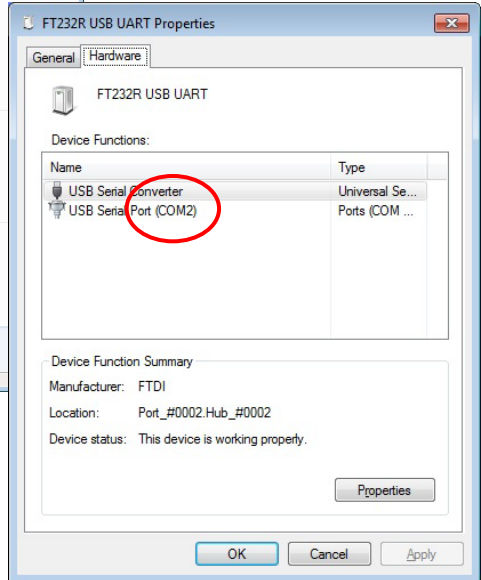 FT232R USB UART Properties
General Hardware
FT232R USB UART
Device Functions:
Name Type
USB Serial Converter Universal Se...
USB Serial Port (COM2) Ports (COM ...
Device Function Summary
Manufacturer: FTDI
Location: Port_#0002.Hub_#0002
Device status: This device is working properly.
Properties
OK Cancel Apply